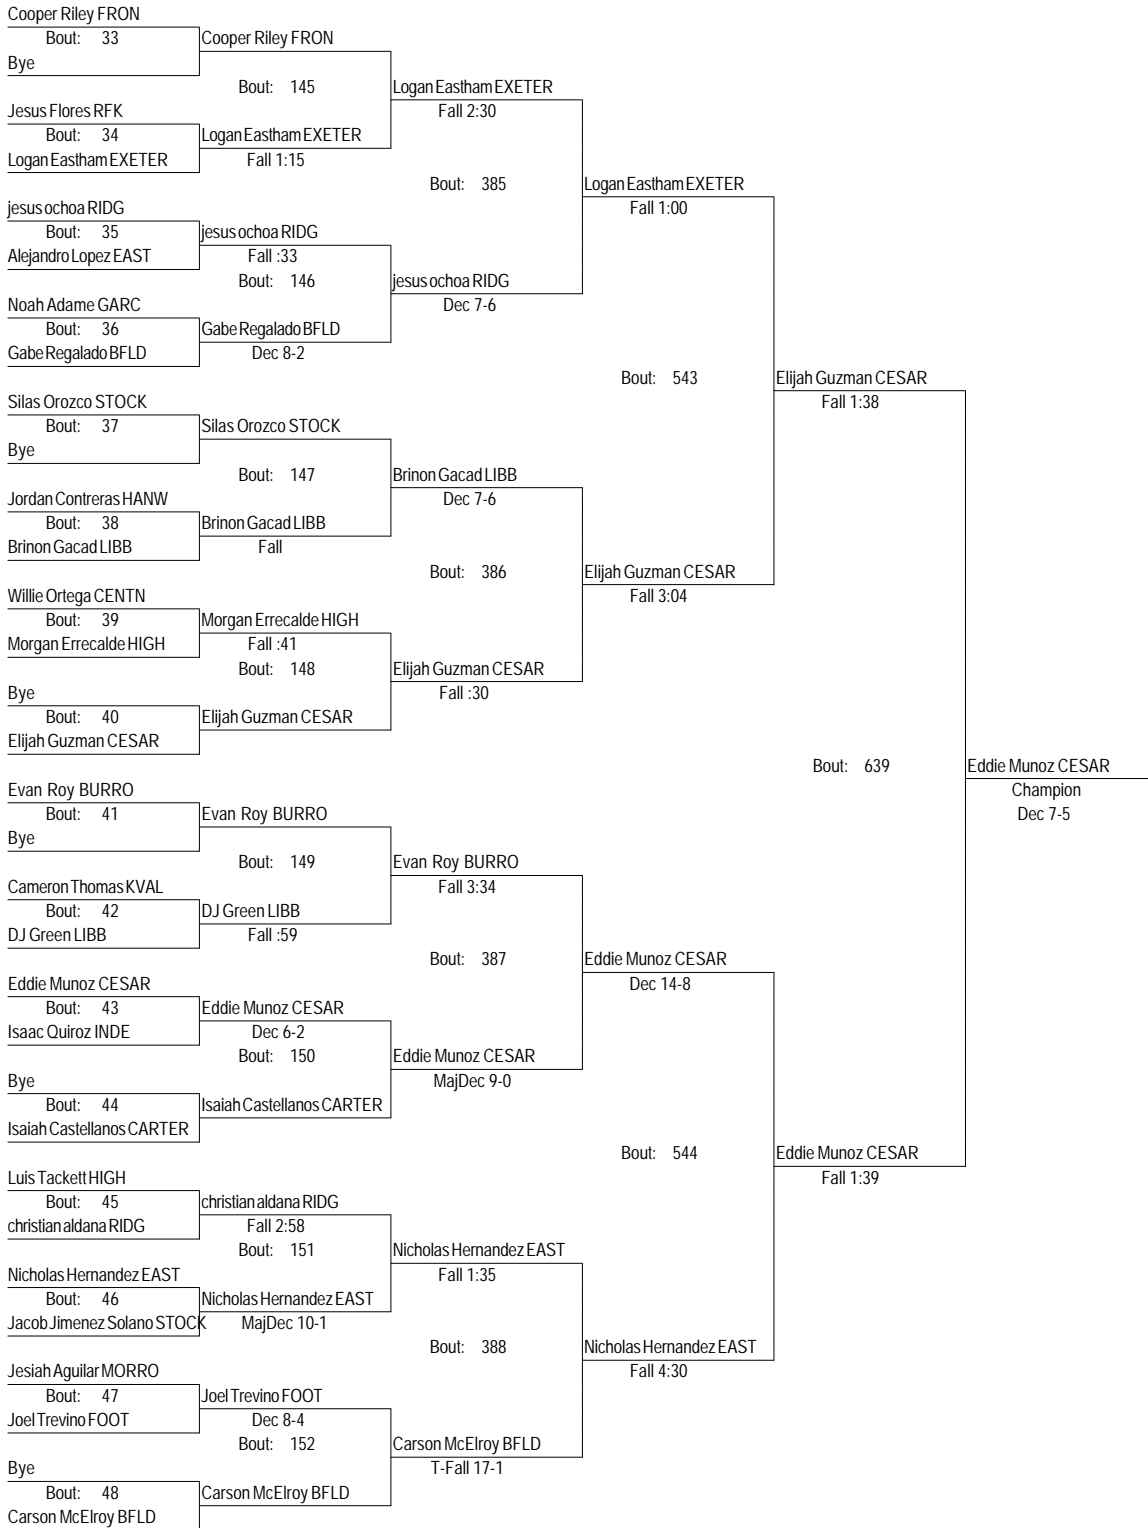 Cooper Riley FRON
Bout: 33 Cooper Riley FRON
Bye
Bout: 145 Logan Eastham EXETER
Jesus Flores RFK Fall 2:30
Bout: 34 Logan Eastham EXETER
Logan Eastham EXETER Fall 1:15
Bout: 385 Logan Eastham EXETER
jesus ochoa RIDG Fall 1:00
Bout: 35 jesus ochoa RIDG
Alejandro Lopez EAST Fall :33
Bout: 146 jesus ochoa RIDG
Noah Adame GARC Dec 7-6
Bout: 36 Gabe Regalado BFLD
Gabe Regalado BFLD Dec 8-2
Bout: 543 Elijah Guzman CESAR
Silas Orozco STOCK Fall 1:38
Bout: 37 Silas Orozco STOCK
Bye
Bout: 147 Brinon Gacad LIBB
Jordan Contreras HANW Dec 7-6
Bout: 38 Brinon Gacad LIBB
Brinon Gacad LIBB Fall
Bout: 386 Elijah Guzman CESAR
Willie Ortega CENTN Fall 3:04
Bout: 39 Morgan Errecalde HIGH
Morgan Errecalde HIGH Fall :41
Bout: 148 Elijah Guzman CESAR
Bye Fall :30
Bout: 40 Elijah Guzman CESAR
Elijah Guzman CESAR
Bout: 639 Eddie Munoz CESAR
Evan Roy BURRO Champion
Bout: 41 Evan Roy BURRO Dec 7-5
Bye
Bout: 149 Evan Roy BURRO
Cameron Thomas KVAL Fall 3:34
Bout: 42 DJ Green LIBB
DJ Green LIBB Fall :59
Bout: 387 Eddie Munoz CESAR
Eddie Munoz CESAR Dec 14-8
Bout: 43 Eddie Munoz CESAR
Isaac Quiroz INDE Dec 6-2
Bout: 150 Eddie Munoz CESAR
Bye MajDec 9-0
Bout: 44 Isaiah Castellanos CARTER
Isaiah Castellanos CARTER
Bout: 544 Eddie Munoz CESAR
Luis Tackett HIGH Fall 1:39
Bout: 45 christian aldana RIDG
christian aldana RIDG Fall 2:58
Bout: 151 Nicholas Hernandez EAST
Nicholas Hernandez EAST Fall 1:35
Bout: 46 Nicholas Hernandez EAST
Jacob Jimenez Solano STOCK MajDec 10-1
Bout: 388 Nicholas Hernandez EAST
Jesiah Aguilar MORRO Fall 4:30
Bout: 47 Joel Trevino FOOT
Joel Trevino FOOT Dec 8-4
Bout: 152 Carson McElroy BFLD
Bye T-Fall 17-1
Bout: 48 Carson McElroy BFLD
Carson McElroy BFLD